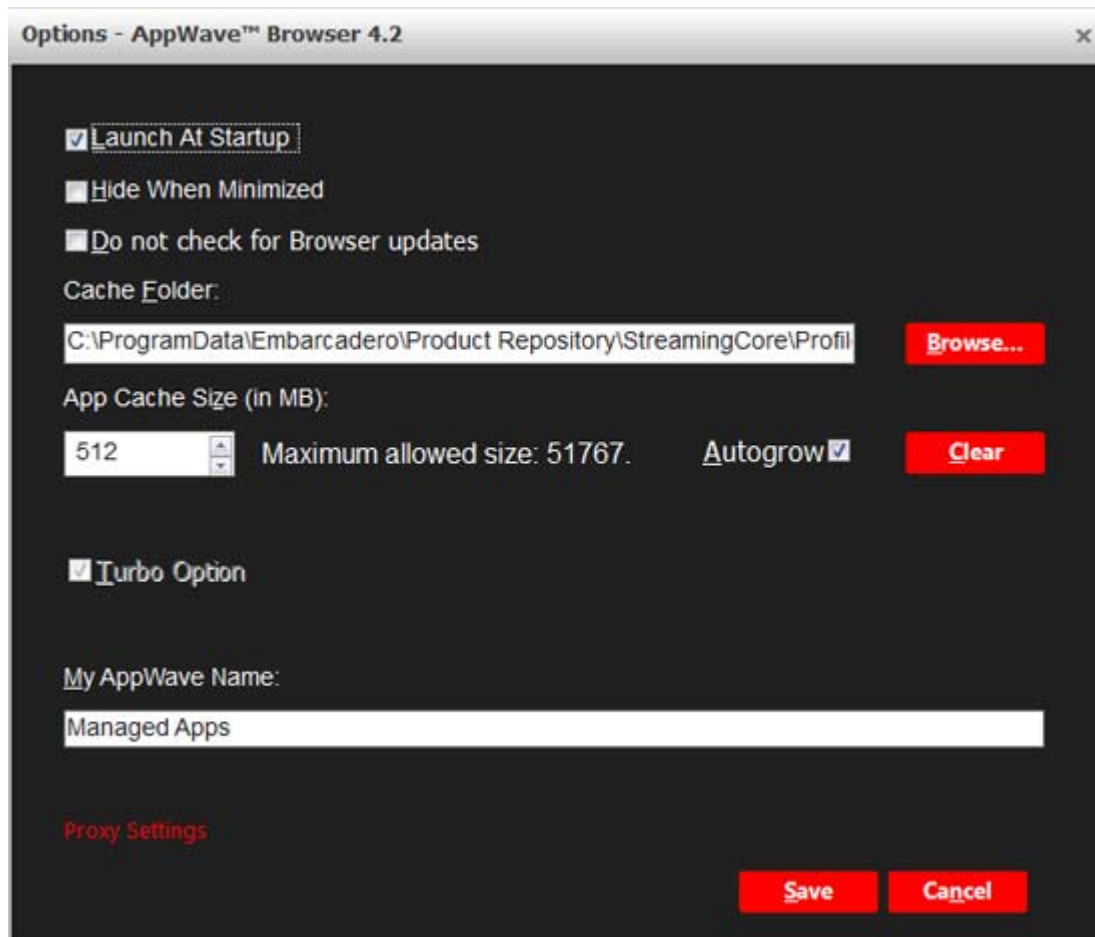 Options - AppWave™ Browser 4.2
Launch At Startup
Hide When Minimized
Do not check for Browser updates
Cache Folder:
C:\ProgramData\Embarcadero\Product Repository\StreamingCore\Profil
Browse...
App Cache Size (in MB):
512 Maximum allowed size: 51767. Autogrow Clear
Turbo Option
My AppWave Name:
Managed Apps
Proxy Settings
Save Cancel